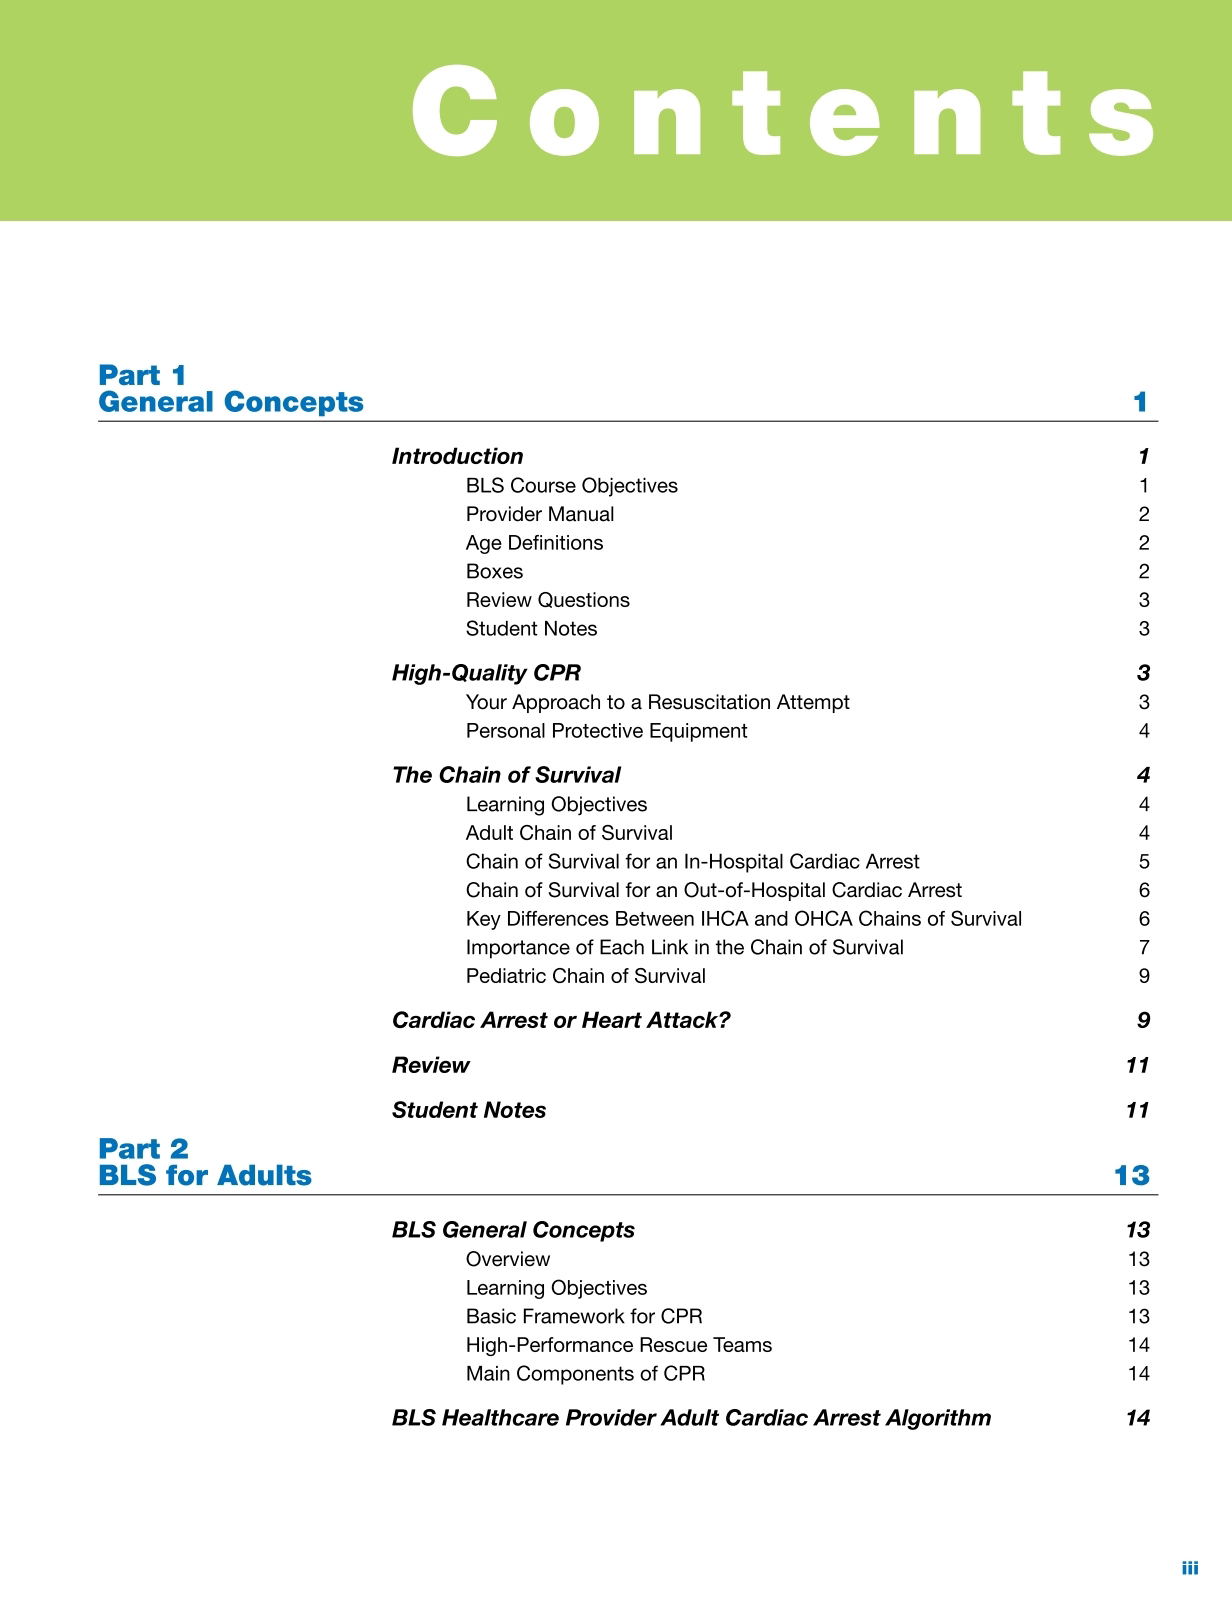 Contents
Part 1
General Concepts 1
Introduction 1
BLS Course Objectives 1
Provider Manual 2
Age Definitions 2
Boxes 2
Review Questions 3
Student Notes 3
High-Quality CPR 3
Your Approach to a Resuscitation Attempt 3
Personal Protective Equipment 4
The Chain of Survival 4
Learning Objectives 4
Adult Chain of Survival 4
Chain of Survival for an In-Hospital Cardiac Arrest 5
Chain of Survival for an Out-of-Hospital Cardiac Arrest 6
Key Differences Between IHCA and OHCA Chains of Survival 6
Importance of Each Link in the Chain of Survival 7
Pediatric Chain of Survival 9
Cardiac Arrest or Heart Attack? 9
Review 11
Student Notes 11
Part 2
BLS for Adults 13
BLS General Concepts 13
Overview 13
Learning Objectives 13
Basic Framework for CPR 13
High-Performance Rescue Teams 14
Main Components of CPR 14
BLS Healthcare Provider Adult Cardiac Arrest Algorithm 14
iii